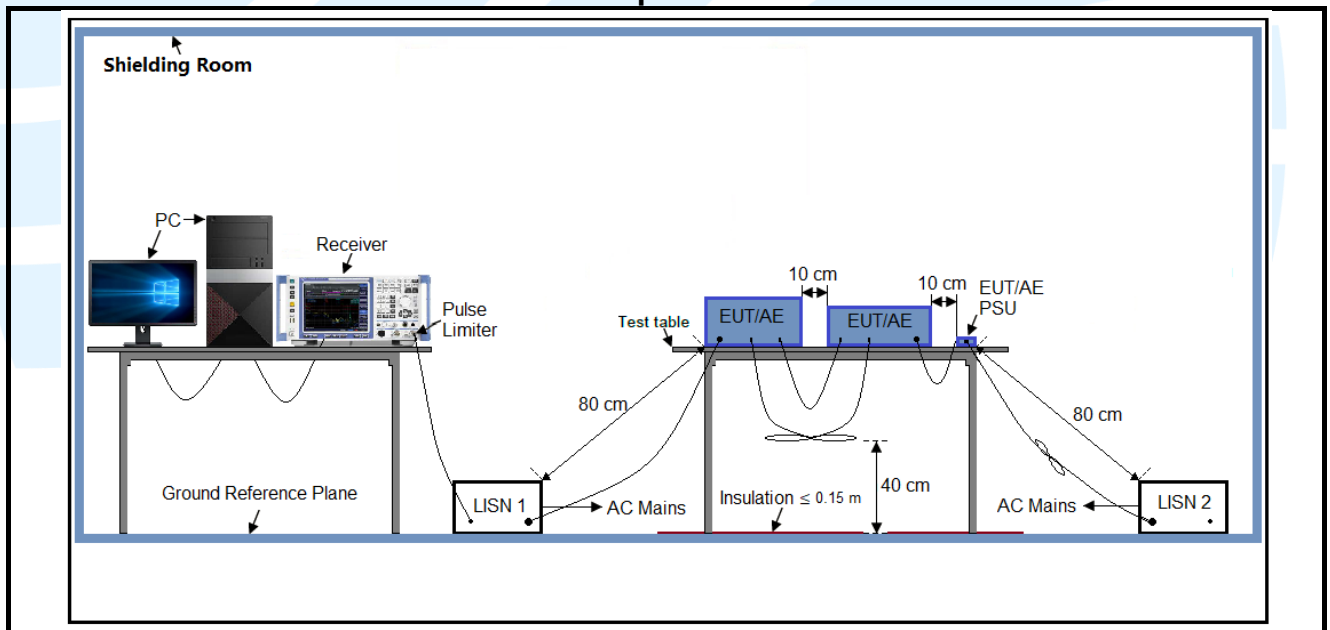 Shielding Room
PC
Receiver
Pulse
Limiter
10 cm
10 cm
EUT/AE
PSU
EUT/AE
EUT/AE
Test table
80 cm
80 cm
40 cm
Ground Reference Plane
LISN 1
AC Mains
Insulation ≤ 0.15 m
AC Mains
LISN 2